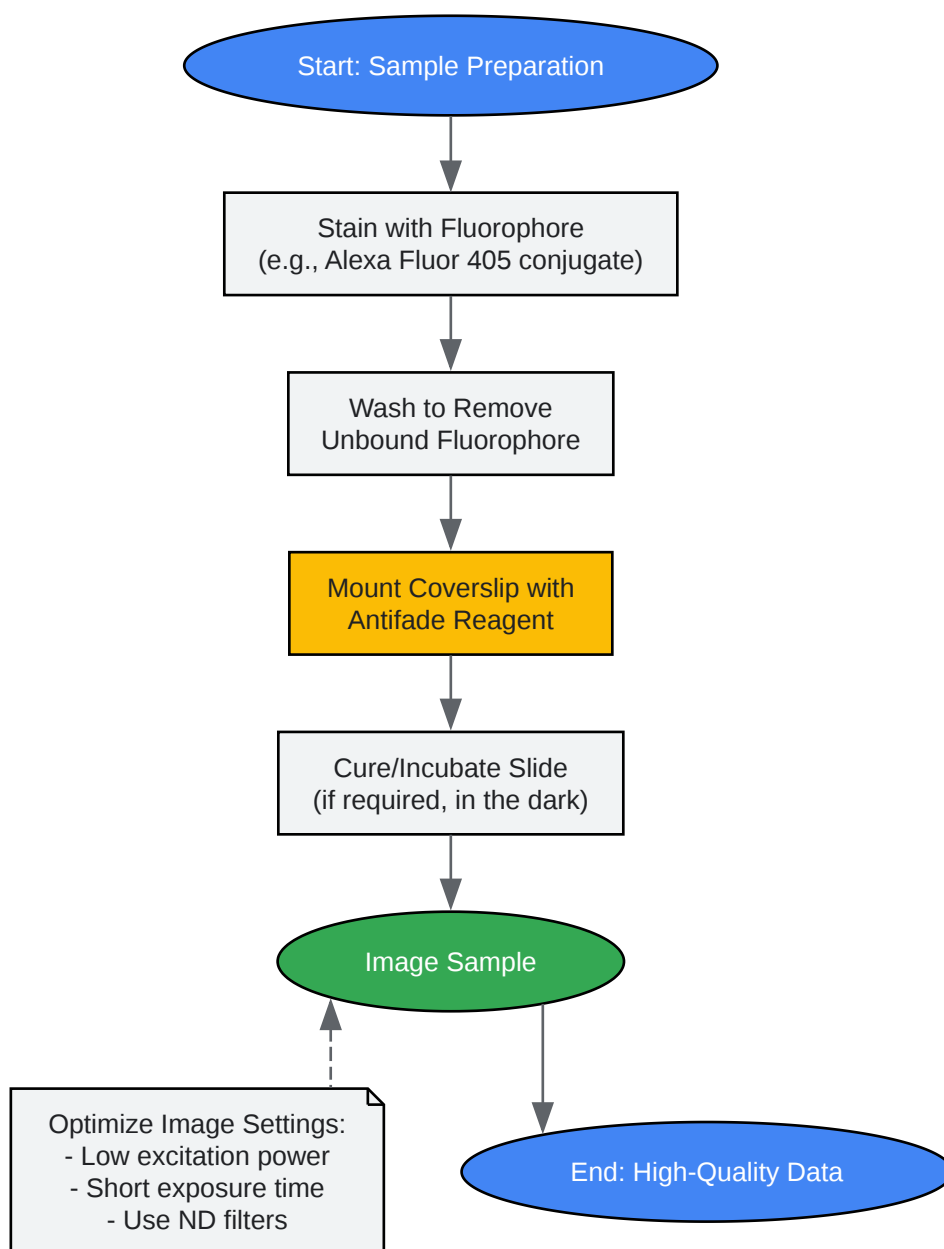 Start: Sample Preparation
Stain with Fluorophore
(e.g., Alexa Fluor 405 conjugate)
Wash to Remove
Unbound Fluorophore
Mount Coverslip with
Antifade Reagent
Cure/Incubate Slide
(if required, in the dark)
Image Sample
Optimize Image Settings:
- Low excitation power
- Short exposure time
- Use ND filters
End: High-Quality Data